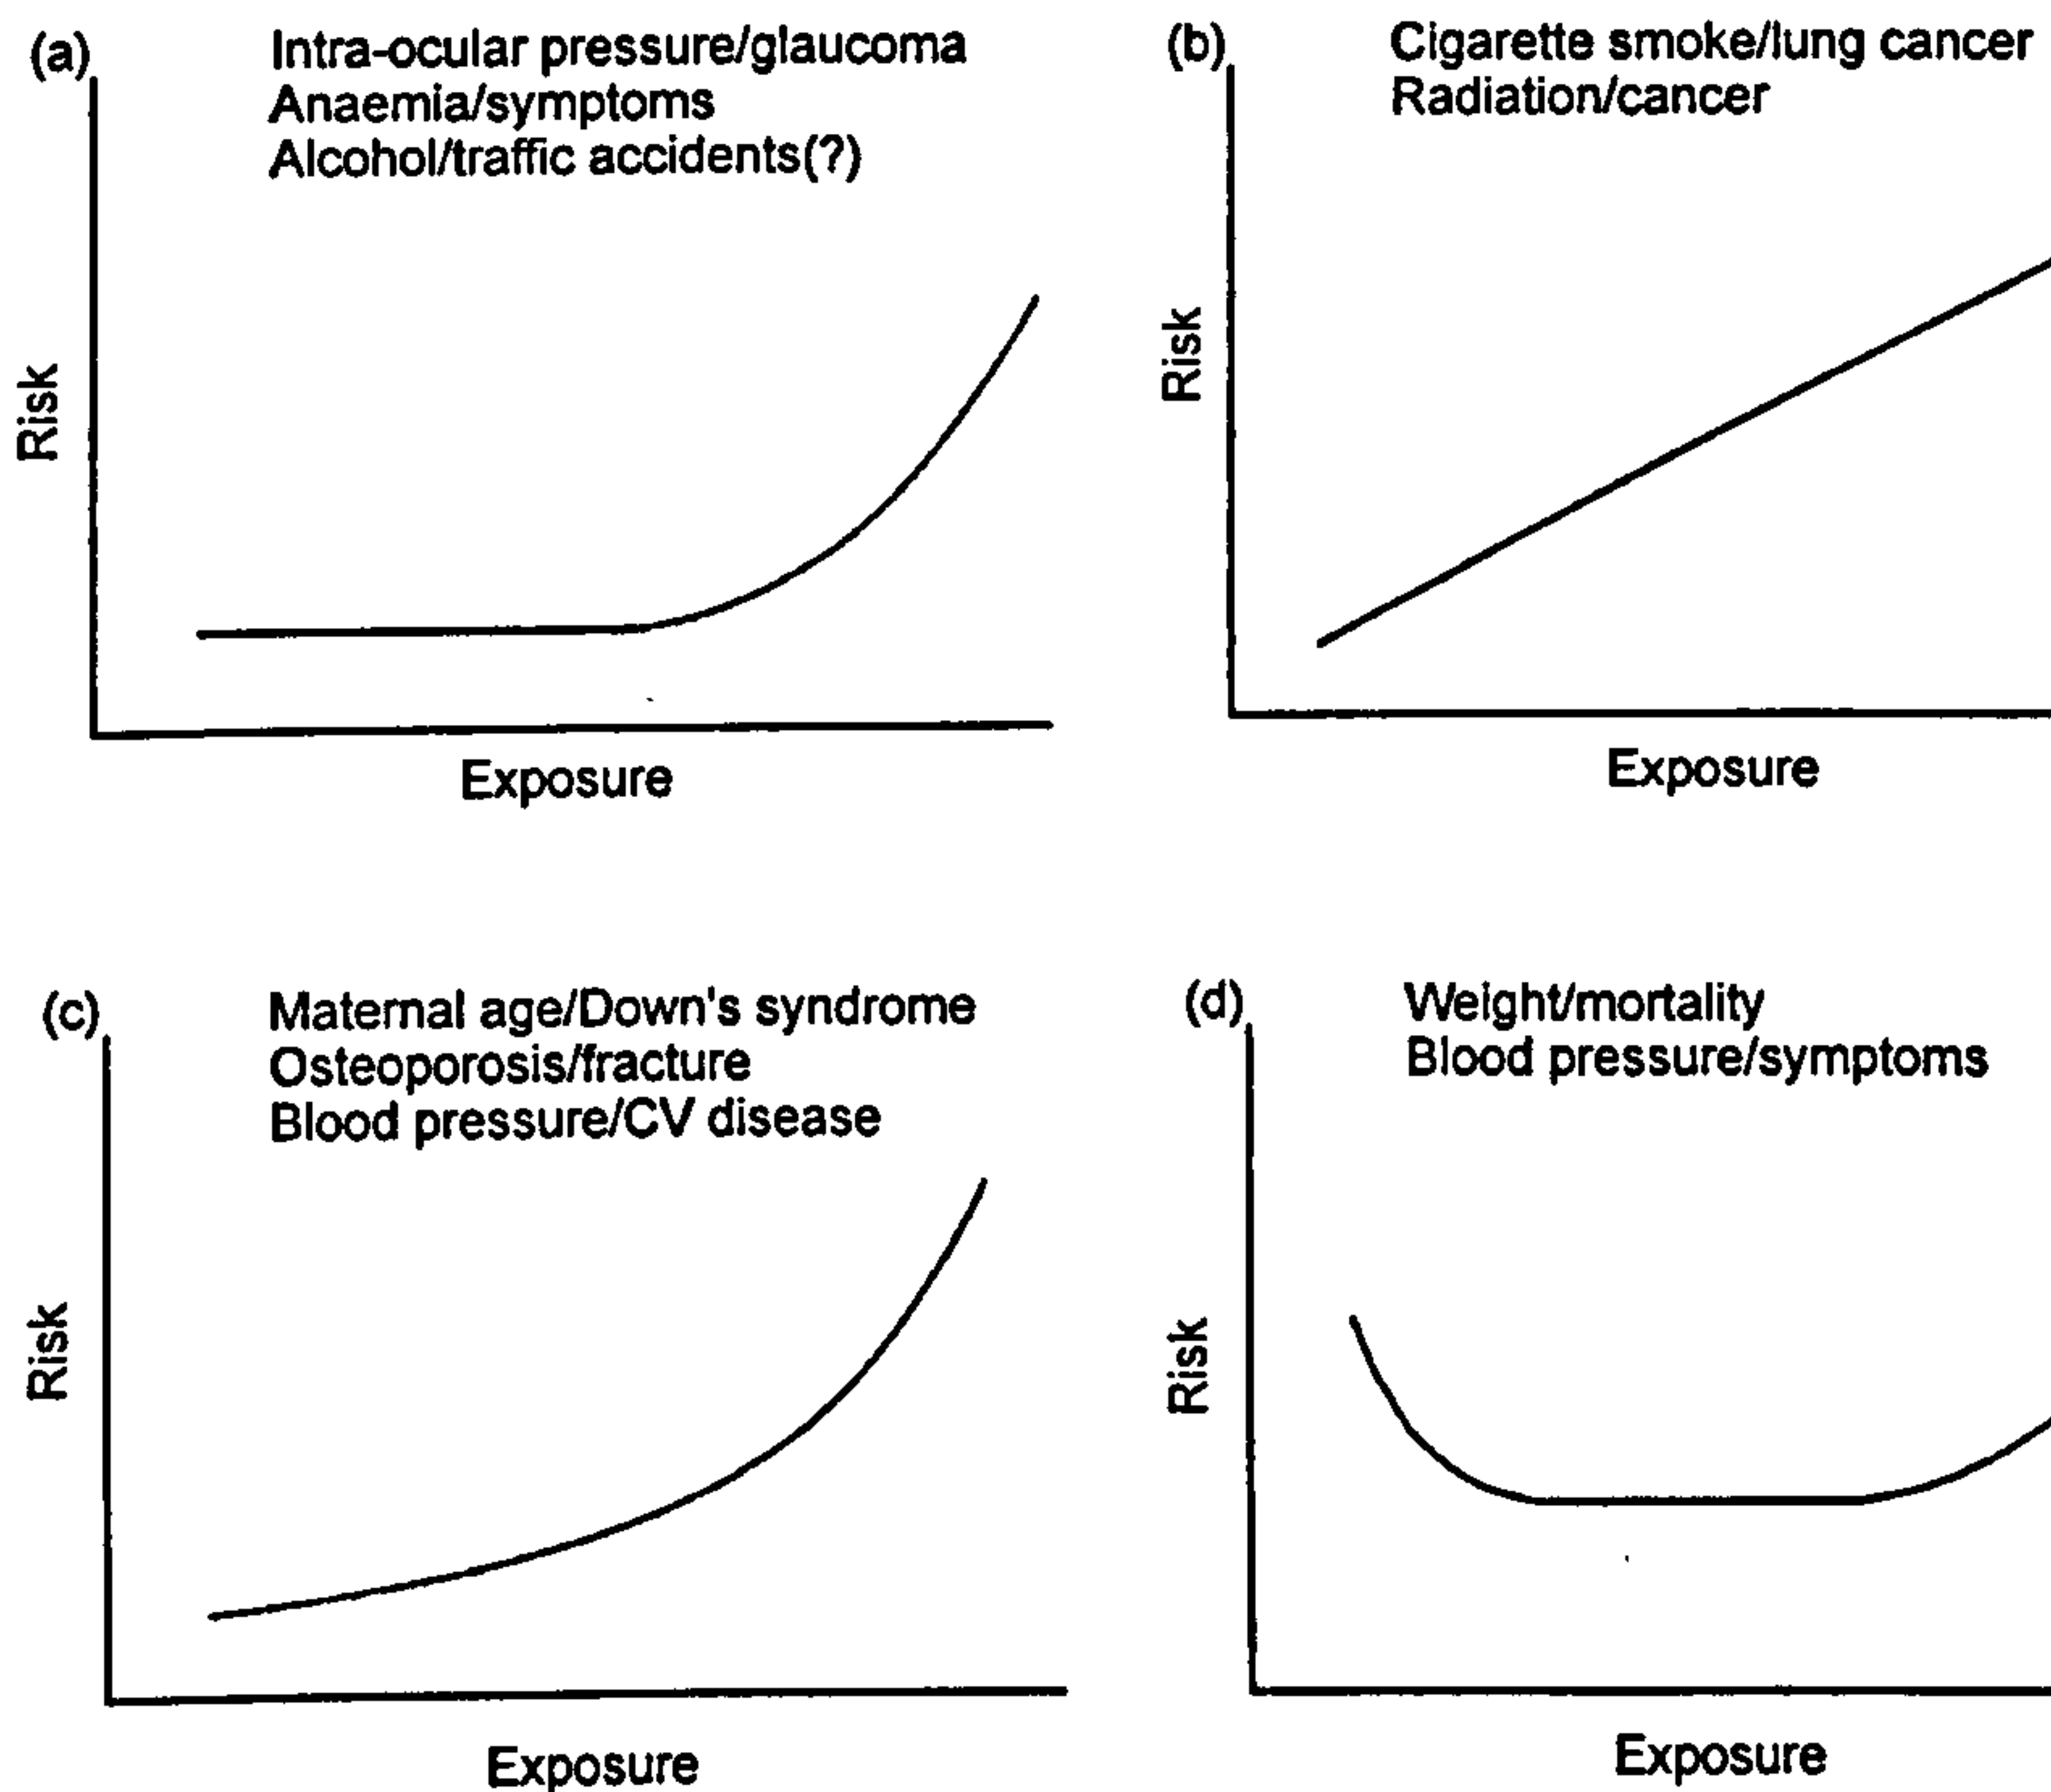 (a)
Intra-ocular pressure/glaucoma
Anaemia/symptoms
Alcohol/traffic accidents(?)
Risk
Exposure
(b)
Cigarette smoke/lung cancer
Radiation/cancer
Risk
Exposure
(c)
Maternal age/Down's syndrome
Osteoporosis/fracture
Blood pressure/CV disease
Risk
Exposure
(d)
Weight/mortality
Blood pressure/symptoms
Risk
Exposure